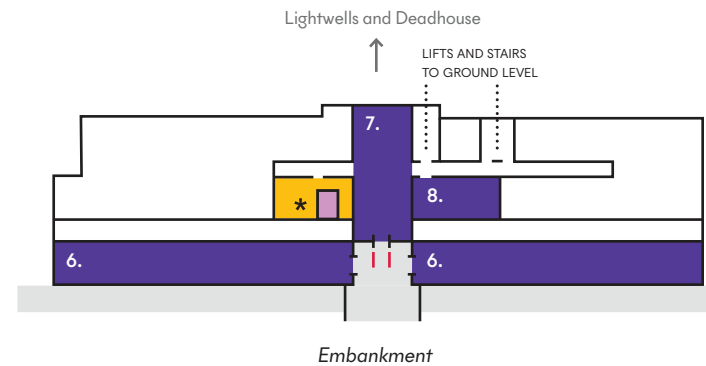 Lightwells and Deadhouse
LIFTS AND STAIRS
TO GROUND LEVEL
7.
*
8.
6.
6.
Embankment